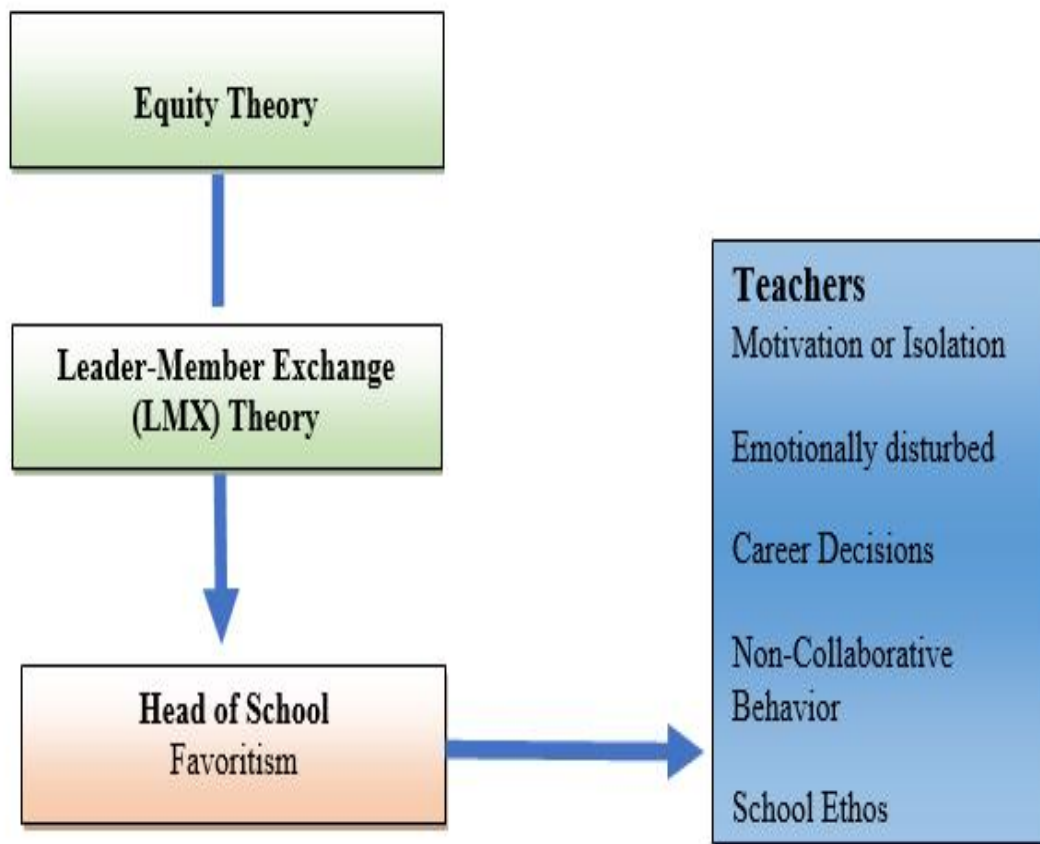 Equity Theory
Leader-Member Exchange
(LMX) Theory
Head of School
Favoritism
Teachers
Motivation or Isolation
Emotionally disturbed
Career Decisions
Non-Collaborative
Behavior
School Ethos